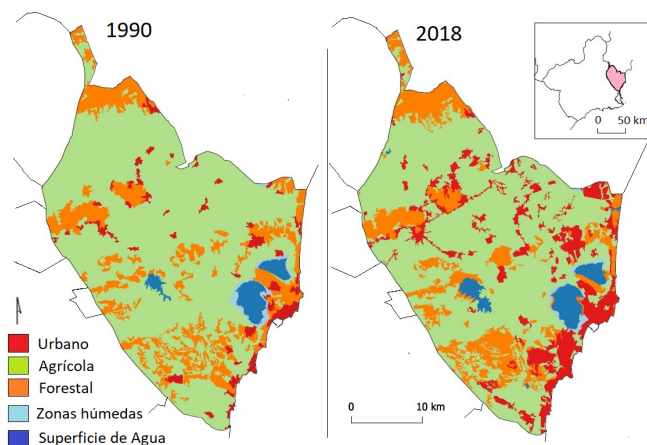 1990
2018
0 50 km
Urbano
Agrícola
Forestal
Zonas húmedas
Superficie de Agua
0 10 km